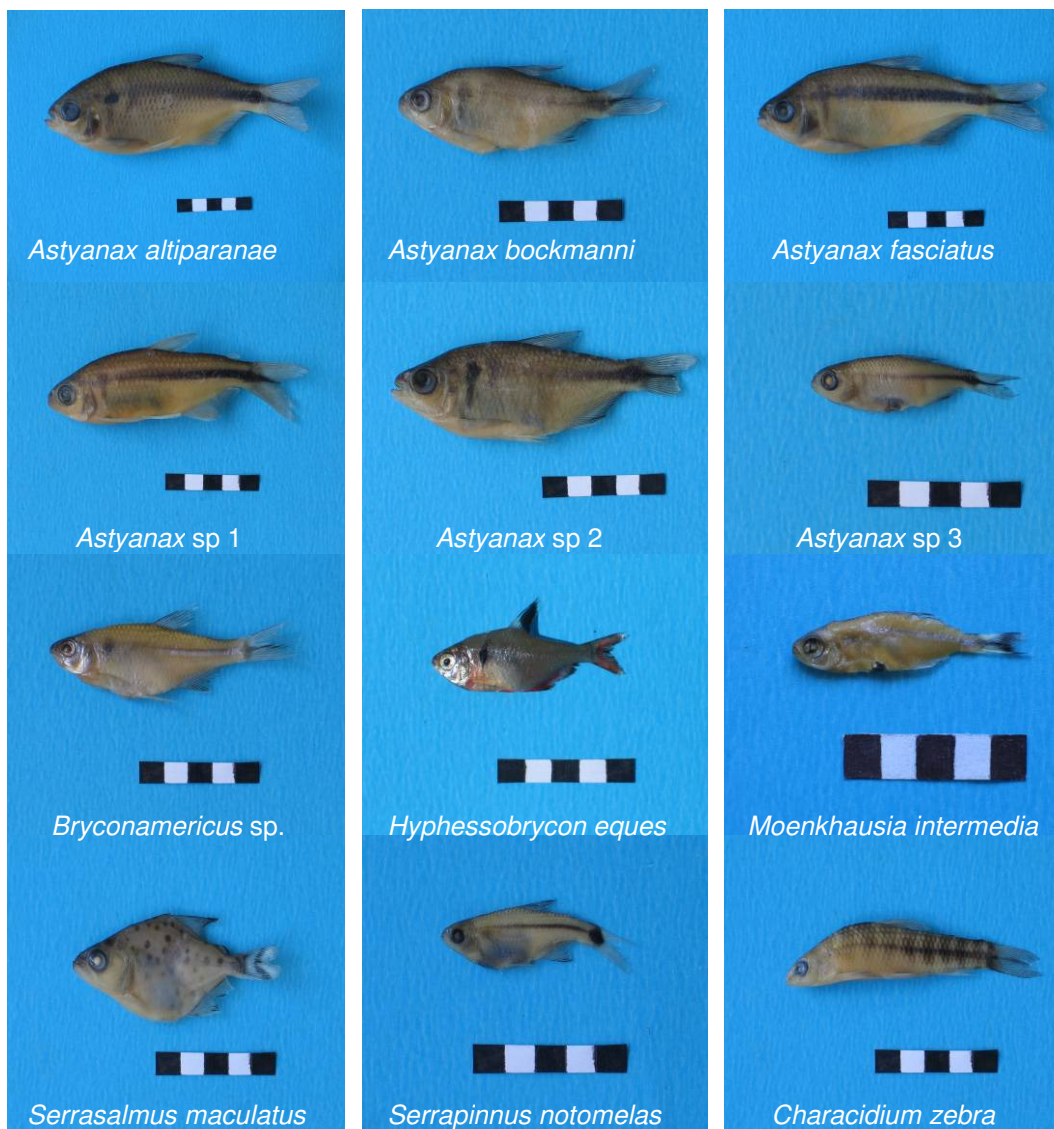 Astyanax altiparanae
Astyanax bockmanni
Astyanax fasciatus
Astyanax sp 1
Astyanax sp 2
Astyanax sp 3
Bryconamericus sp.
Hyphessobrycon eques
Moenkhausia intermedia
Serrasalmus maculatus
Serrapinnus notomelas
Characidium zebra